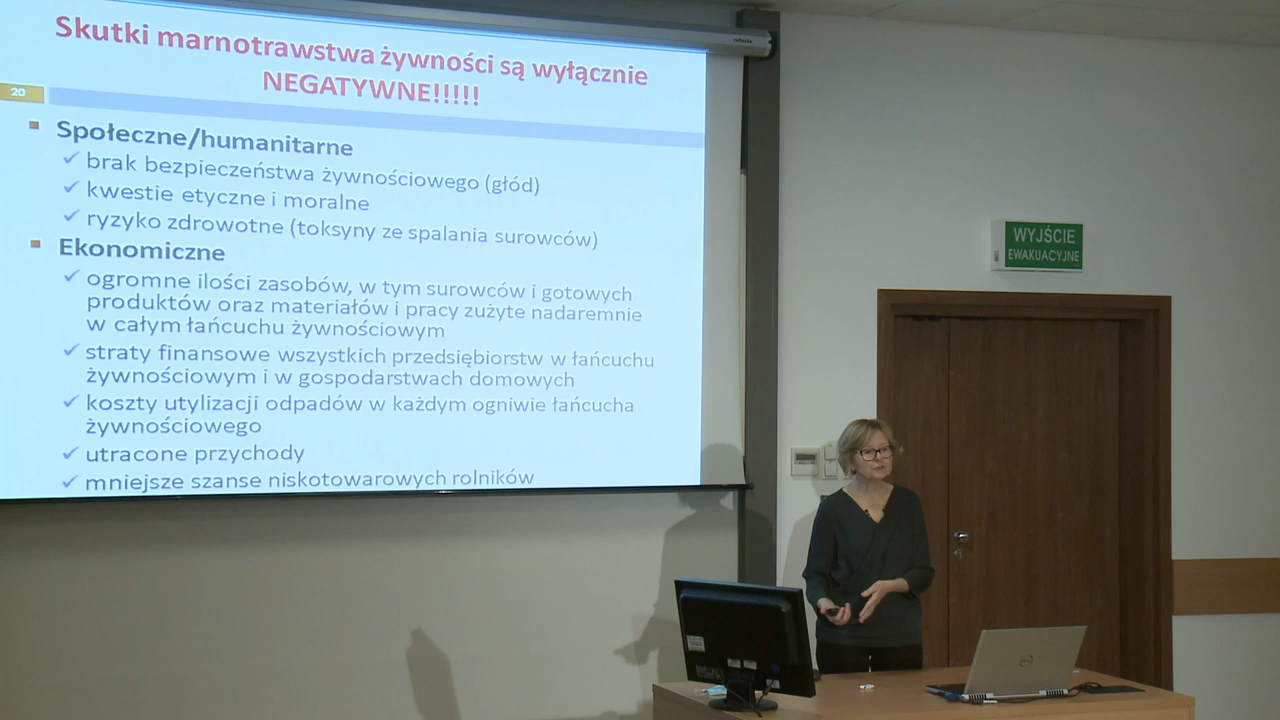 Skutki marnotrawstwa żywności są wyłącznie
NEGATYWNE!!!!!
20
Społeczne/humanitarne
brak bezpieczeństwa żywnościowego (głód)
kwestie etyczne i moralne
ryzyko zdrowotne (toksyny ze spalania surowców)
Ekonomiczne
ogromne ilości zasobów, w tym surowców i gotowych
produktów oraz materiałów i pracy zużyte nadaremnie
w całym łańcuchu żywnościowym
straty finansowe wszystkich przedsiębiorstw w łańcuchu
żywnościowym i w gospodarstwach domowych
koszty utylizacji odpadów w każdym ogniwie łańcucha
żywnościowego
utracone przychody
mniejsze szanse niskotowarowych rolników
WYJŚCIE
EWAKUACYJNE